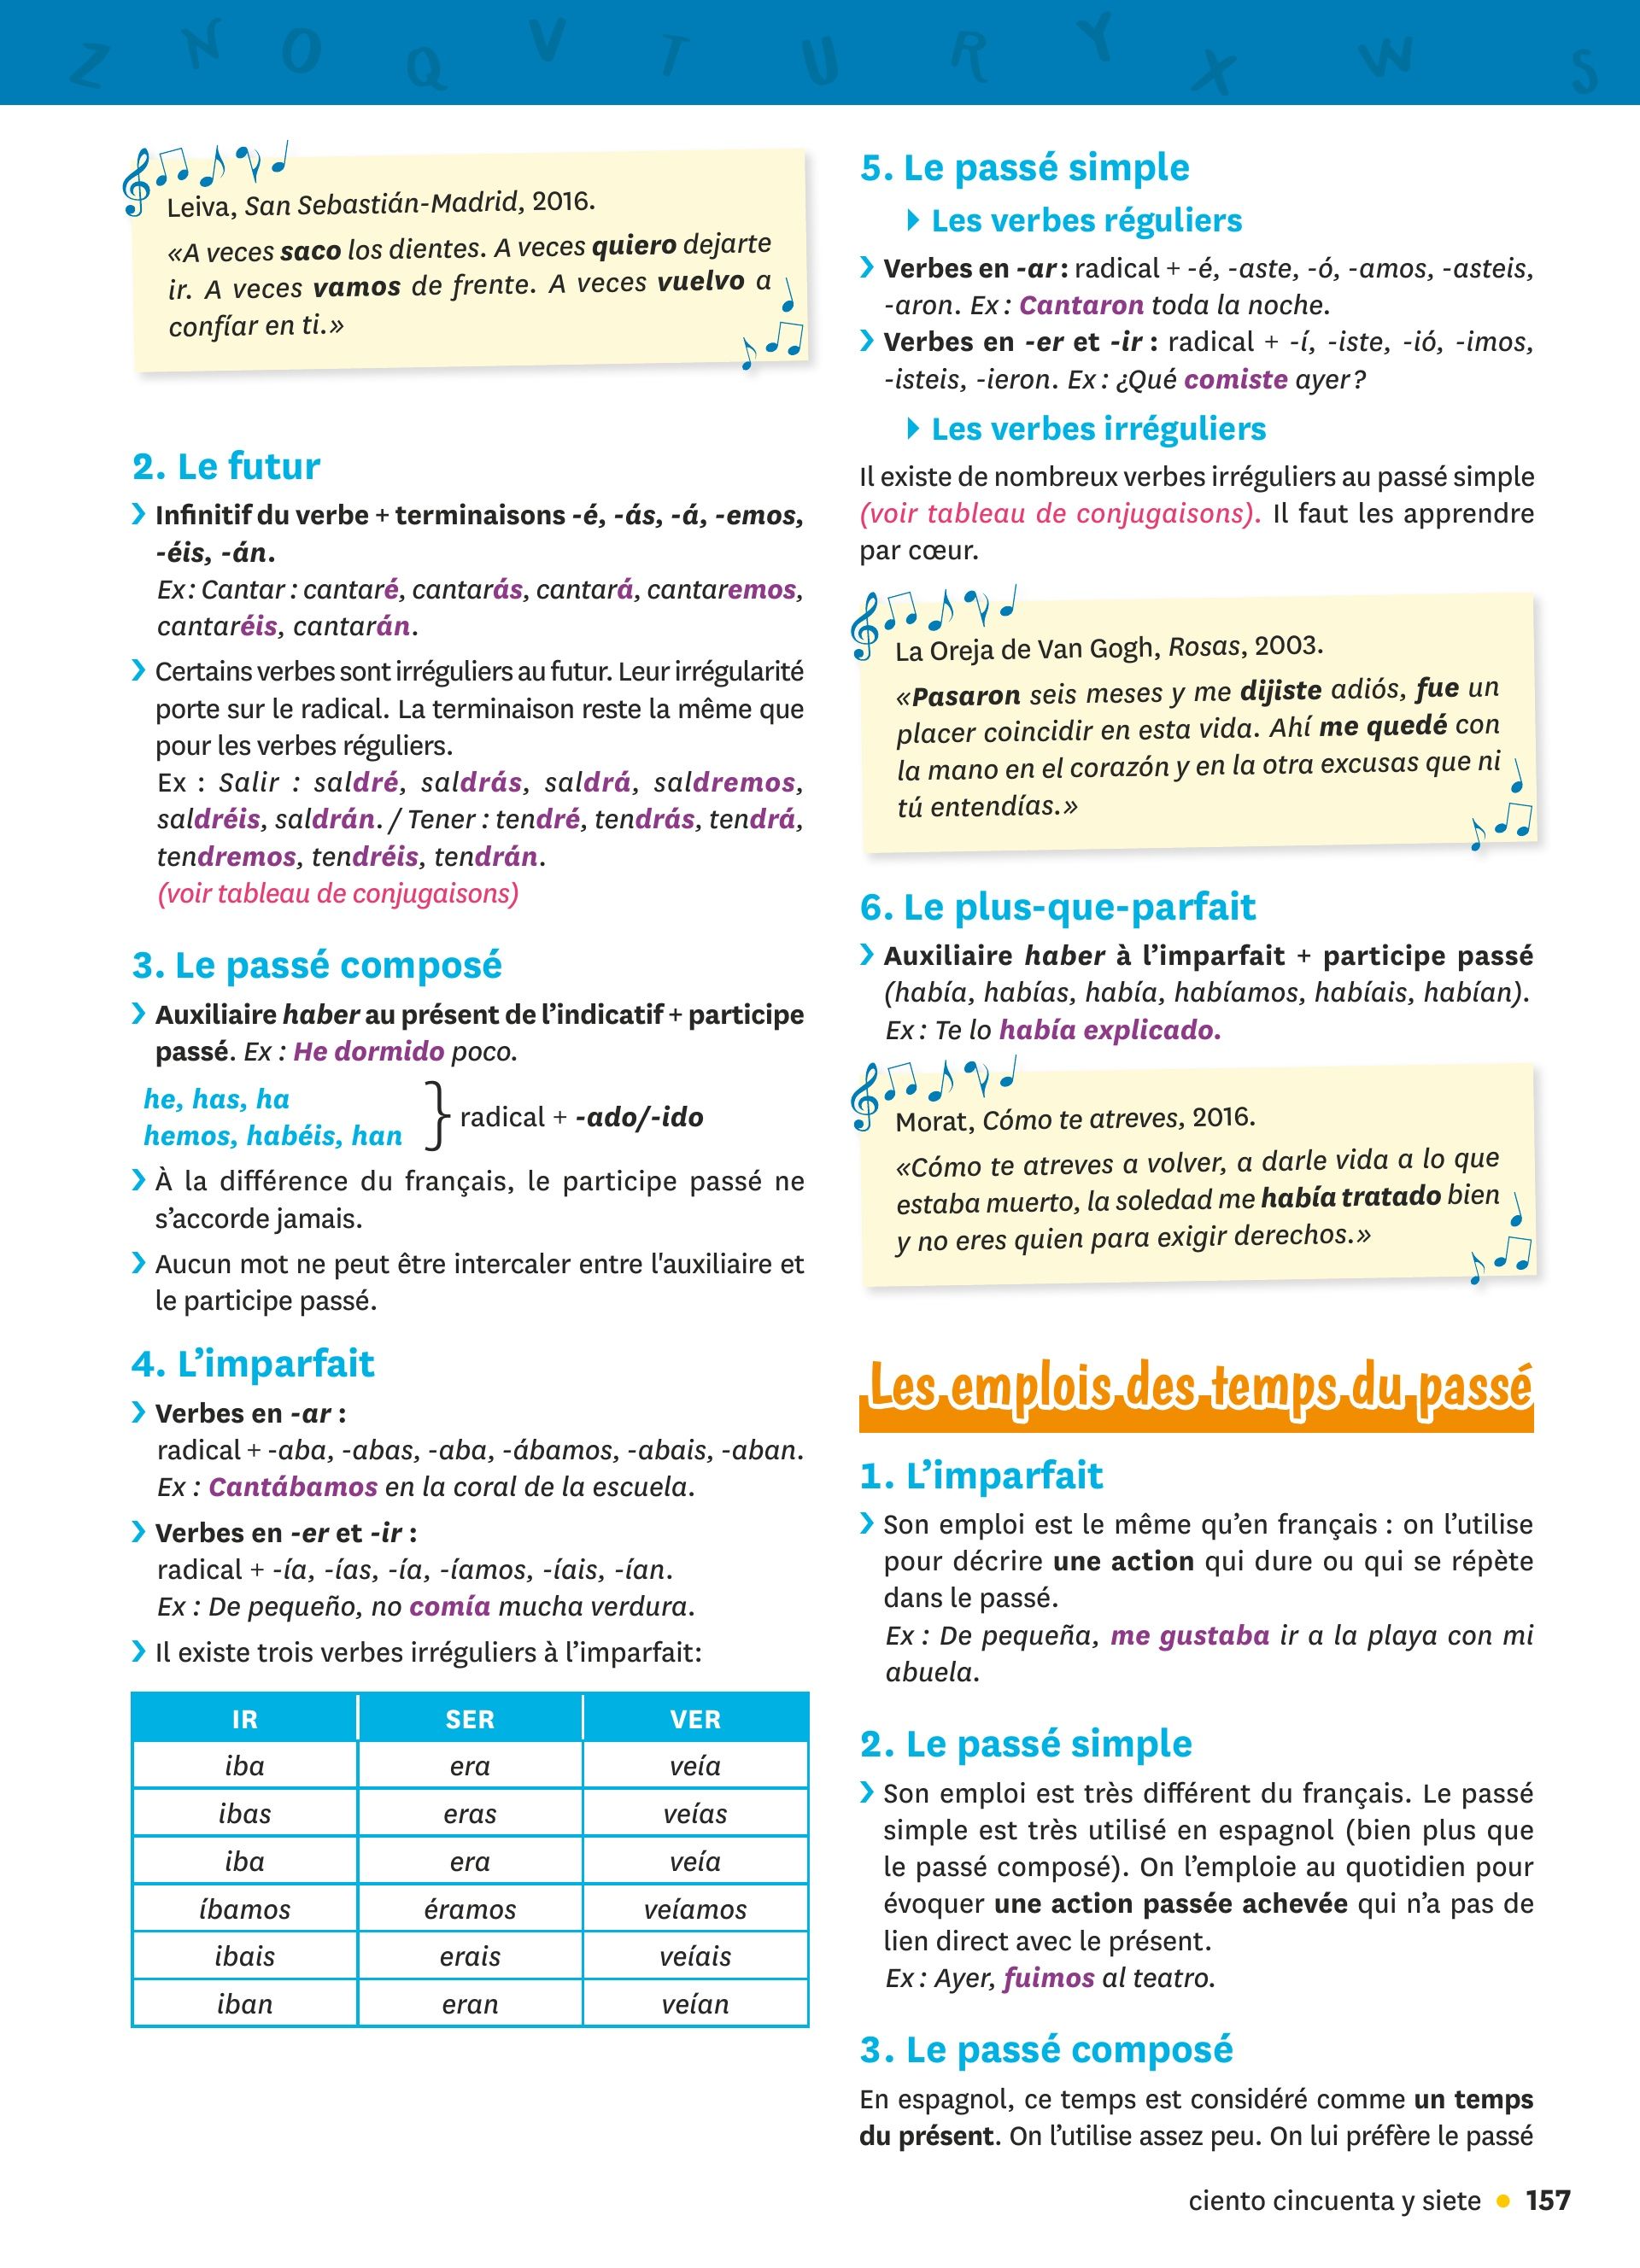 Z N O Q V T U R Y X W S
Leiva, San Sebastián-Madrid, 2016.
«A veces saco los dientes. A veces quiero dejarte
ir. A veces vamos de frente. A veces vuelvo a
confíar en ti.»
2. Le futur
› Infinitif du verbe + terminaisons -é, -ás, -á, -emos,
-éis, -án.
Ex : Cantar : cantaré, cantarás, cantará, cantaremos,
cantaréis, cantarán.
› Certains verbes sont irréguliers au futur. Leur irrégularité
porte sur le radical. La terminaison reste la même que
pour les verbes réguliers.
Ex : Salir : saldré, saldrás, saldrá, saldremos,
saldréis, saldrán. / Tener : tendré, tendrás, tendrá,
tendremos, tendréis, tendrán.
(voir tableau de conjugaisons)
3. Le passé composé
› Auxiliaire haber au présent de l’indicatif + participe
passé. Ex : He dormido poco.
he, has, ha
hemos, habéis, han } radical + -ado/-ido
› À la différence du français, le participe passé ne
s’accorde jamais.
› Aucun mot ne peut être intercaler entre l'auxiliaire et
le participe passé.
4. L’imparfait
› Verbes en -ar :
radical + -aba, -abas, -aba, -ábamos, -abais, -aban.
Ex : Cantábamos en la coral de la escuela.
› Verbes en -er et -ir :
radical + -ía, -ías, -ía, -íamos, -íais, -ían.
Ex : De pequeño, no comía mucha verdura.
› Il existe trois verbes irréguliers à l’imparfait:
IR SER VER
iba era veía
ibas eras veías
iba era veía
íbamos éramos veíamos
ibais erais veíais
iban eran veían
5. Le passé simple
Les verbes réguliers
› Verbes en -ar : radical + -é, -aste, -ó, -amos, -asteis,
-aron. Ex : Cantaron toda la noche.
› Verbes en -er et -ir : radical + -í, -iste, -ió, -imos,
-isteis, -ieron. Ex : ¿Qué comiste ayer ?
Les verbes irréguliers
Il existe de nombreux verbes irréguliers au passé simple
(voir tableau de conjugaisons). Il faut les apprendre
par cœur.
La Oreja de Van Gogh, Rosas, 2003.
«Pasaron seis meses y me dijiste adiós, fue un
placer coincidir en esta vida. Ahí me quedé con
la mano en el corazón y en la otra excusas que ni
tú entendías.»
6. Le plus-que-parfait
› Auxiliaire haber à l’imparfait + participe passé
(había, habías, había, habíamos, habíais, habían).
Ex : Te lo había explicado.
Morat, Cómo te atreves, 2016.
«Cómo te atreves a volver, a darle vida a lo que
estaba muerto, la soledad me había tratado bien
y no eres quien para exigir derechos.»
Les emplois des temps du passé
1. L’imparfait
› Son emploi est le même qu’en français : on l’utilise
pour décrire une action qui dure ou qui se répète
dans le passé.
Ex : De pequeña, me gustaba ir a la playa con mi
abuela.
2. Le passé simple
› Son emploi est très différent du français. Le passé
simple est très utilisé en espagnol (bien plus que
le passé composé). On l’emploie au quotidien pour
évoquer une action passée achevée qui n’a pas de
lien direct avec le présent.
Ex : Ayer, fuimos al teatro.
3. Le passé composé
En espagnol, ce temps est considéré comme un temps
du présent. On l’utilise assez peu. On lui préfère le passé
ciento cincuenta y siete • 157